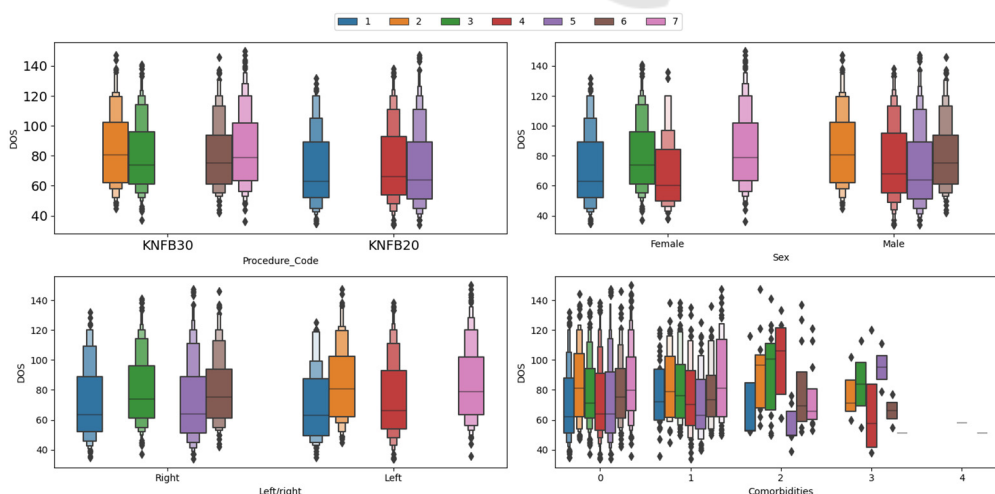 1 2 3 4 5 6 7
140
120
100
80
60
40
DOS
KNFB30 KNFB20
Procedure_Code
140
120
100
80
60
40
DOS
Female Male
Sex
140
120
100
80
60
40
DOS
Right Left
Left/right
140
120
100
80
60
40
DOS
0 1 2 3 4
Comorbidities